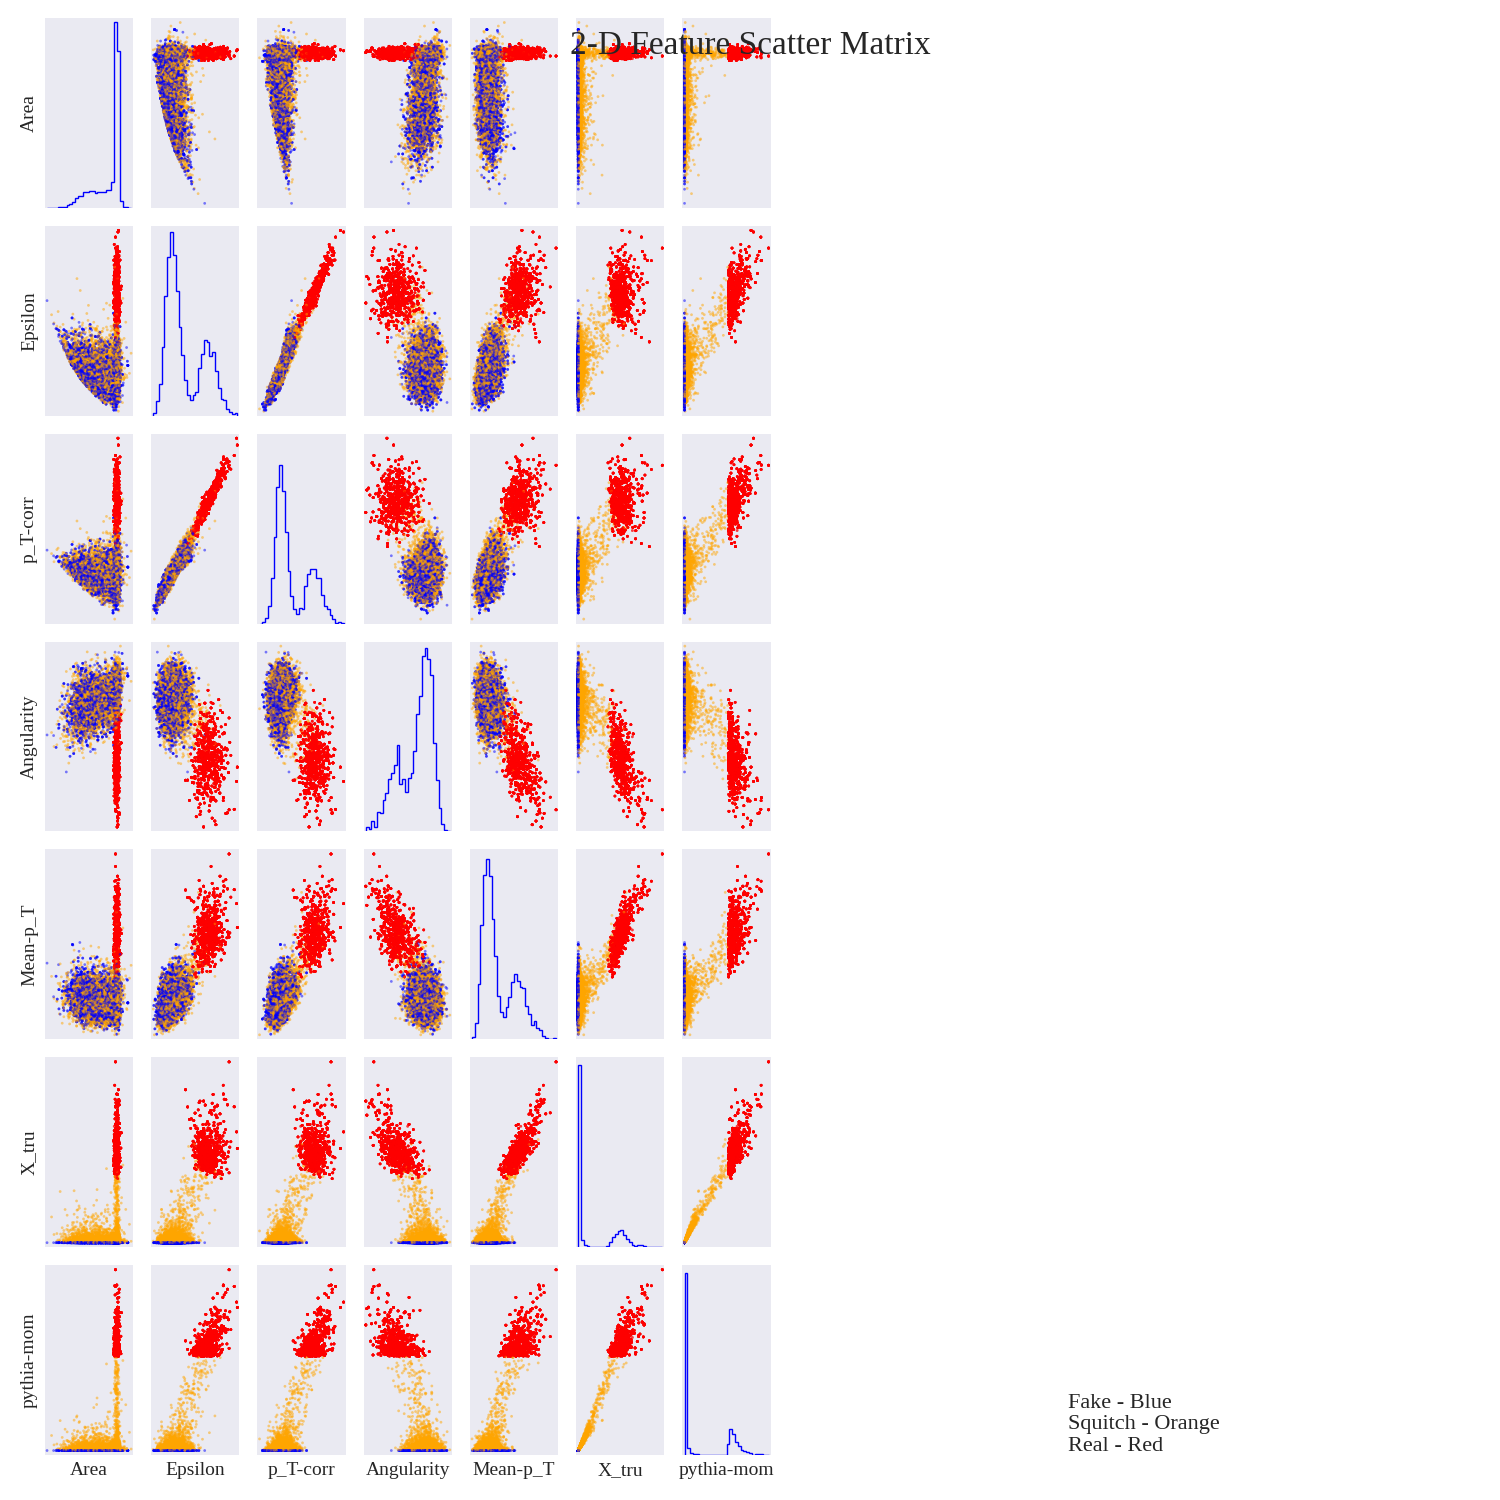 2-D Feature Scatter Matrix
Area
Epsilon
p_T-corr
Angularity
Mean-p_T
X_tru
pythia-mom
Area Epsilon p_T-corr Angularity Mean-p_T X_tru pythia-mom
Fake - Blue
Squitch - Orange
Real - Red